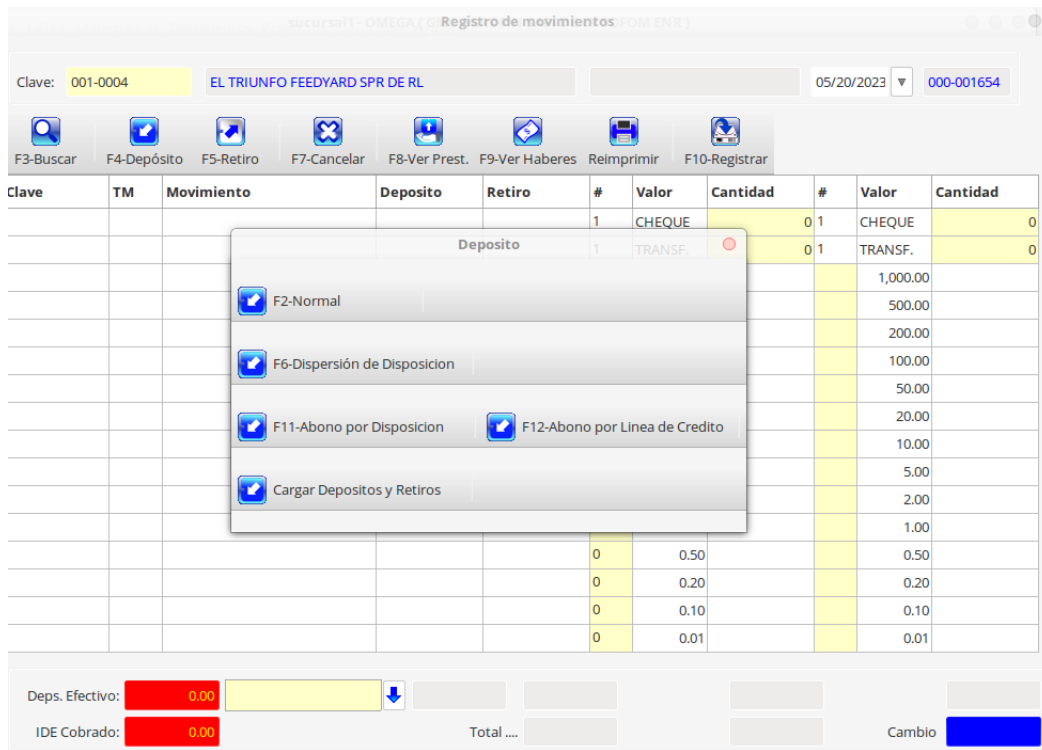 sucursal1 - OMEGA ( G Registro de movimientos OFOM ENR )
Clave: 001-0004 EL TRIUNFO FEEDYARD SPR DE RL 05/20/2023 000-001654
F3-Buscar F4-Depósito F5-Retiro F7-Cancelar F8-Ver Prest. F9-Ver Haberes Reimprimir F10-Registrar
Clave TM Movimiento Deposito Retiro # Valor Cantidad # Valor Cantidad
1 CHEQUE 0 1 CHEQUE 0
Deposito 1 TRANSF. 0 1 TRANSF. 0
1,000.00
F2-Normal
500.00
200.00
F6-Dispersión de Disposicion 100.00
50.00
20.00
F11-Abono por Disposicion F12-Abono por Linea de Credito
10.00
5.00
Cargar Depositos y Retiros
2.00
1.00
0 0.50 0.50
0 0.20 0.20
0 0.10 0.10
0 0.01 0.01
Deps. Efectivo: 0.00
IDE Cobrado: 0.00 Total .... Cambio